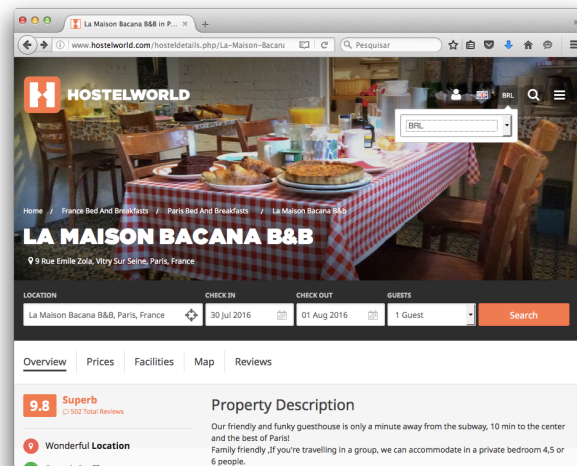 La Maison Bacana B&B in P...
www.hostelworld.com/hosteldetails.php/La-Maison-Bacana
Pesquisar
HOSTELWORLD
BRL
BRL
Home / France Bed And Breakfasts / Paris Bed And Breakfasts / La Maison Bacana B&b
LA MAISON BACANA B&B
9 Rue Emile Zola, Vitry Sur Seine, Paris, France
LOCATION CHECK IN CHECK OUT GUESTS
La Maison Bacana B&B, Paris, France 30 Jul 2016 01 Aug 2016 1 Guest Search
Overview Prices Facilities Map Reviews
9.8 Superb
502 Total Reviews
Wonderful Location
Property Description
Our friendly and funky guesthouse is only a minute away from the subway, 10 min to the center
and the best of Paris!
Family friendly ,If you're travelling in a group, we can accommodate in a private bedroom 4,5 or
6 people.